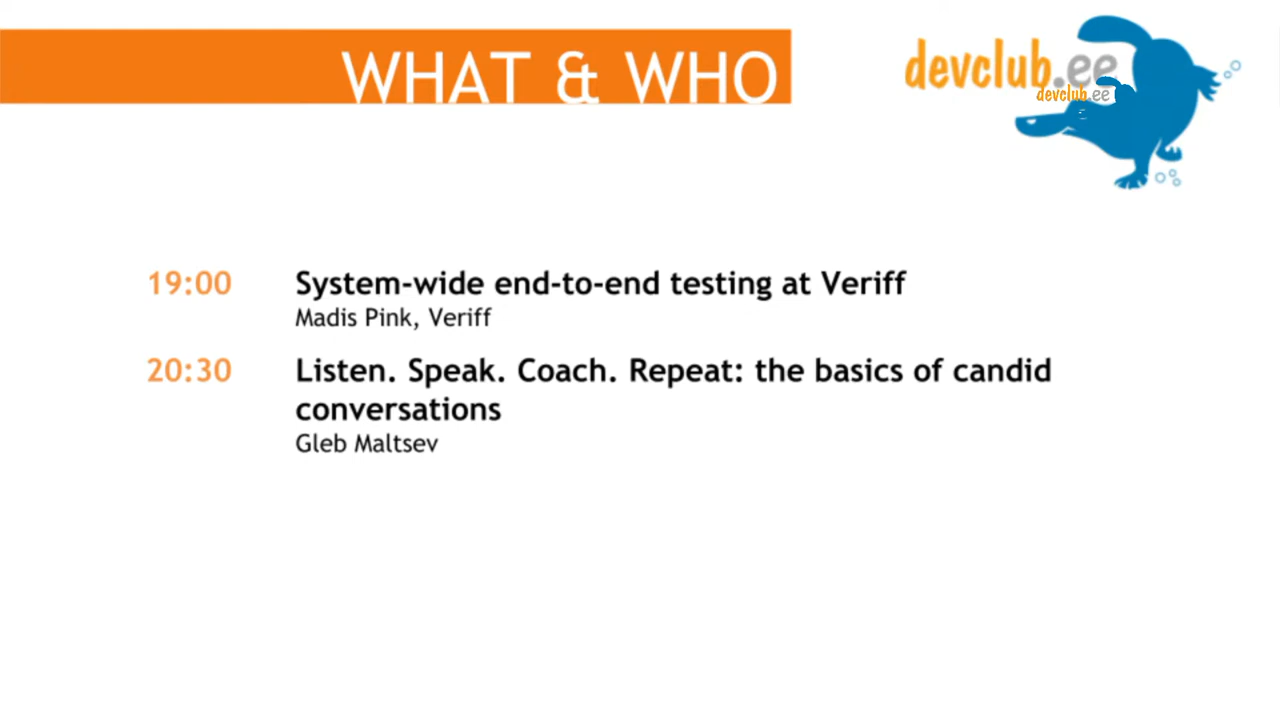 WHAT & WHO
devclub.ee
devclub.ee
19:00
System-wide end-to-end testing at Veriff
Madis Pink, Veriff
20:30
Listen. Speak. Coach. Repeat: the basics of candid
conversations
Gleb Maltsev